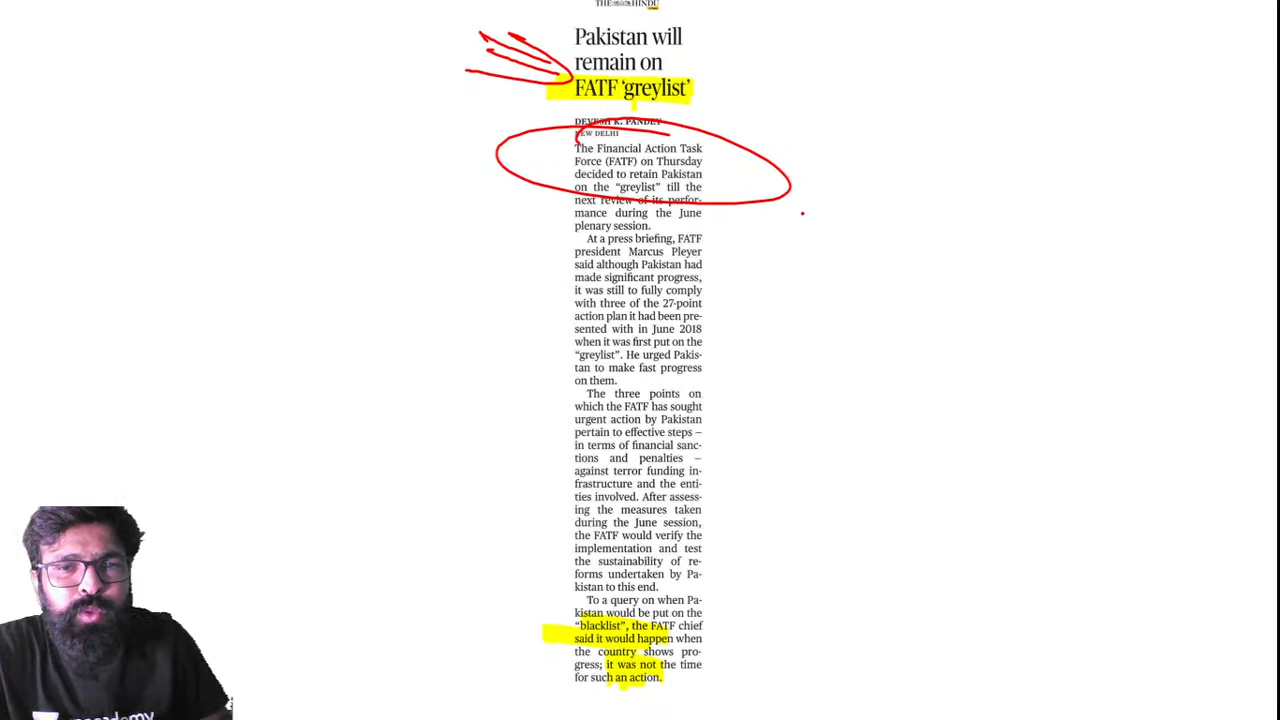 THE HINDU
Pakistan will
remain on
FATF ‘greylist’
DEVESH K. PANDEY
NEW DELHI
The Financial Action Task
Force (FATF) on Thursday
decided to retain Pakistan
on the “greylist” till the
next review of its perfor-
mance during the June
plenary session.
At a press briefing, FATF
president Marcus Pleyer
said although Pakistan had
made significant progress,
it was still to fully comply
with three of the 27-point
action plan it had been pre-
sented with in June 2018
when it was first put on the
“greylist”. He urged Pakis-
tan to make fast progress
on them.
The three points on
which the FATF has sought
urgent action by Pakistan
pertain to effective steps –
in terms of financial sanc-
tions and penalties –
against terror funding in-
frastructure and the enti-
ties involved. After assess-
ing the measures taken
during the June session,
the FATF would verify the
implementation and test
the sustainability of re-
forms undertaken by Pa-
kistan to this end.
To a query on when Pa-
kistan would be put on the
“blacklist”, the FATF chief
said it would happen when
the country shows pro-
gress; it was not the time
for such an action.